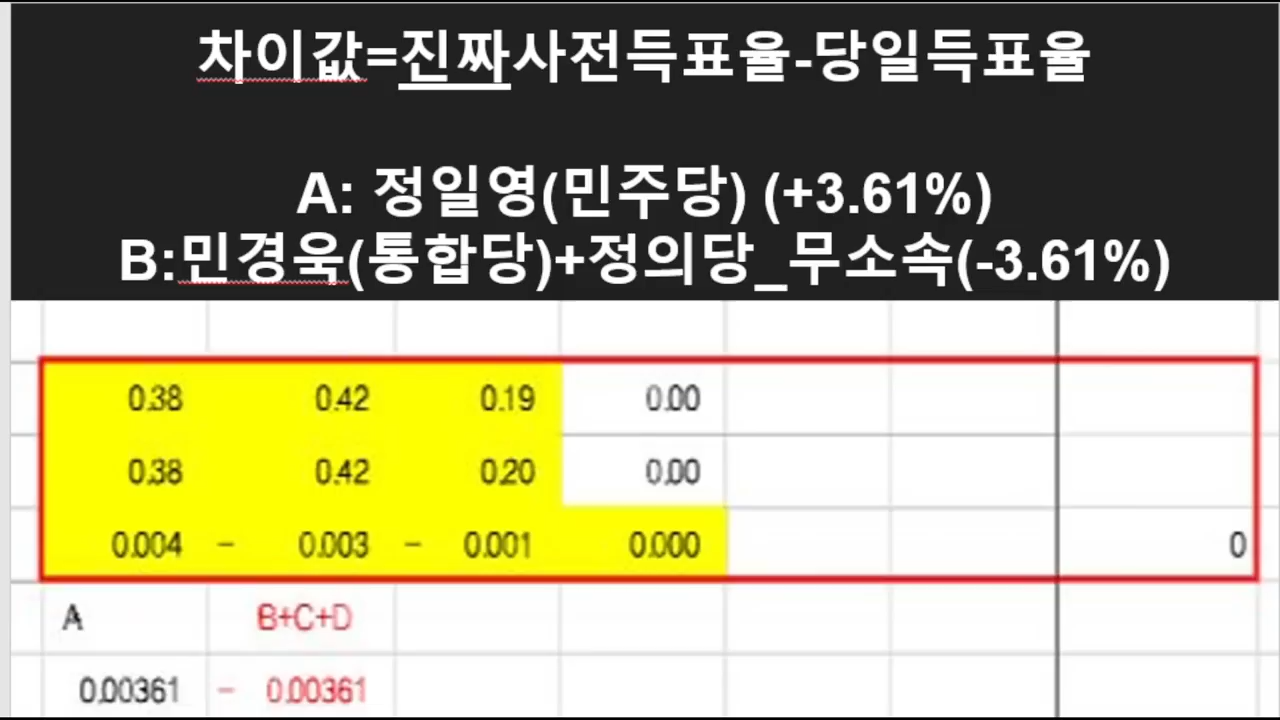 차이값=진짜사전득표율-당일득표율
A: 정일영(민주당) (+3.61%)
B:민경욱(통합당)+정의당_무소속(-3.61%)
0.38 0.42 0.19 0.00
0.38 0.42 0.20 0.00
0.004 - 0.003 - 0.001 0.000 0
A B+C+D
0.00361 - 0.00361